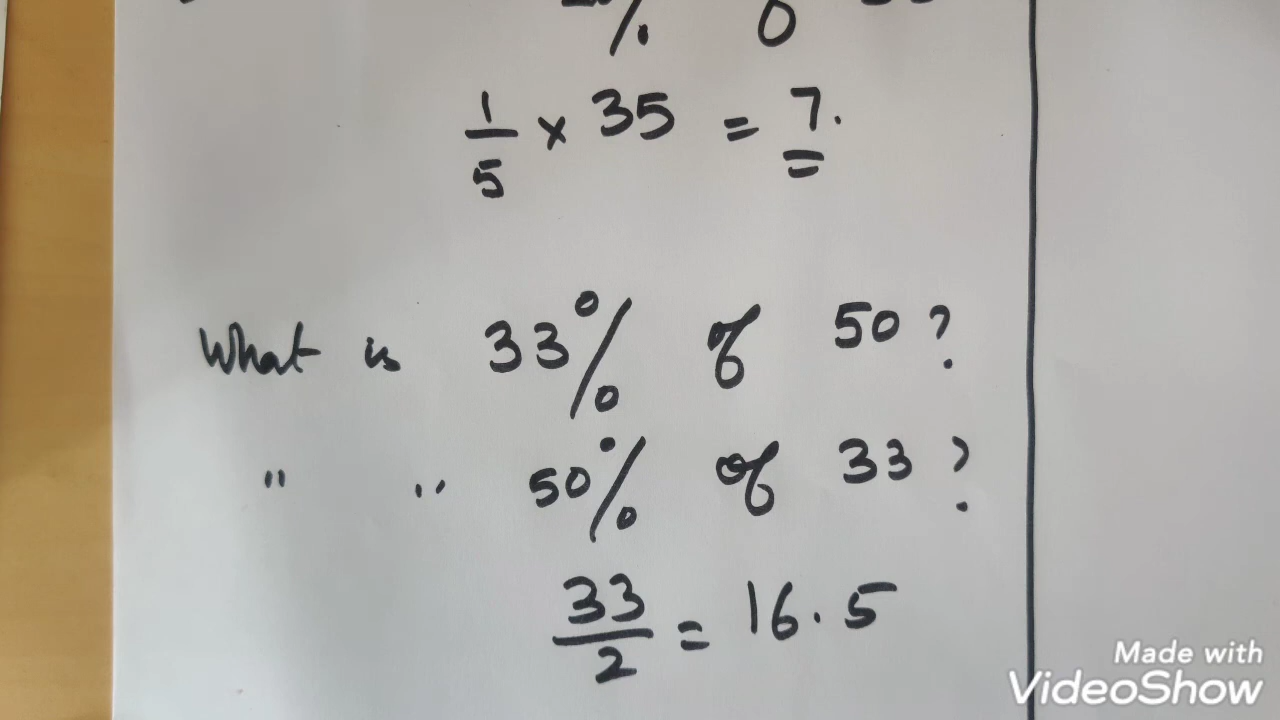 % 0
1/5 × 35 = 7.
What is 33% of 50?
" " 50% of 33?
33/2 = 16.5
Made with
VideoShow